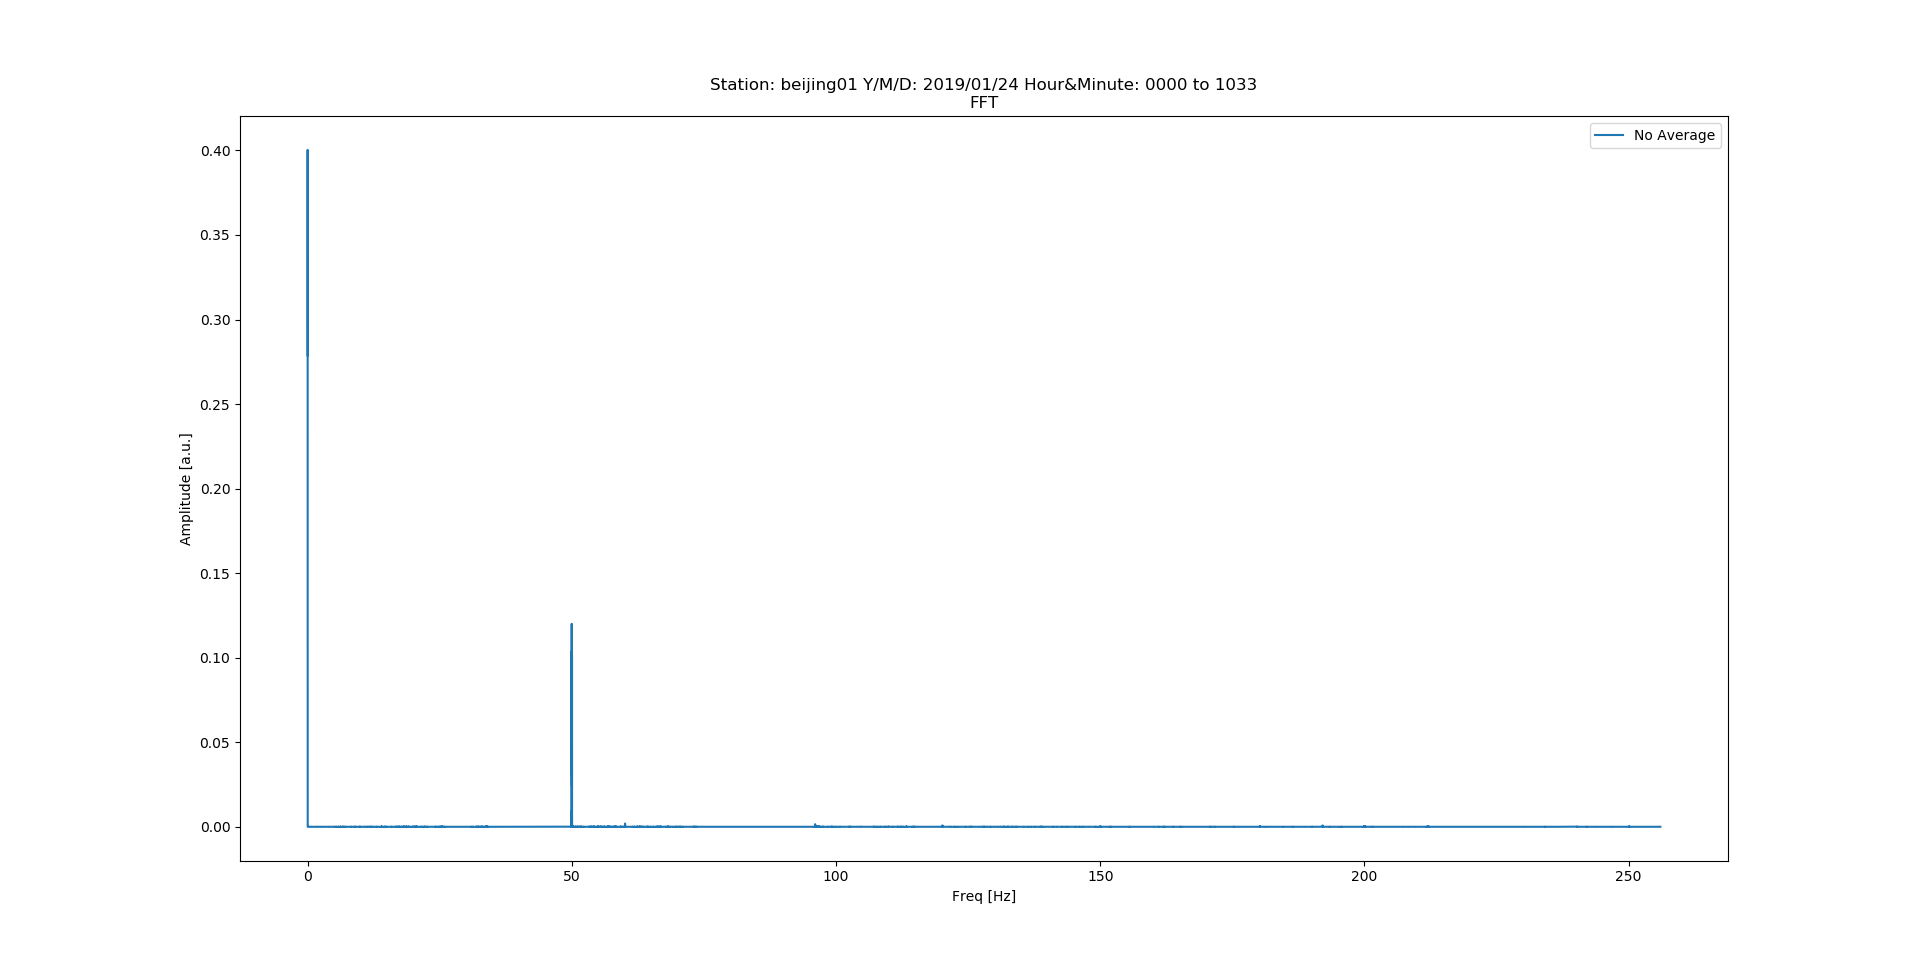 Station: beijing01 Y/M/D: 2019/01/24 Hour&Minute: 0000 to 1033
FFT
No Average
0.40
0.35
0.30
0.25
0.20
0.15
0.10
0.05
0.00
Amplitude [a.u.]
0 50 100 150 200 250
Freq [Hz]